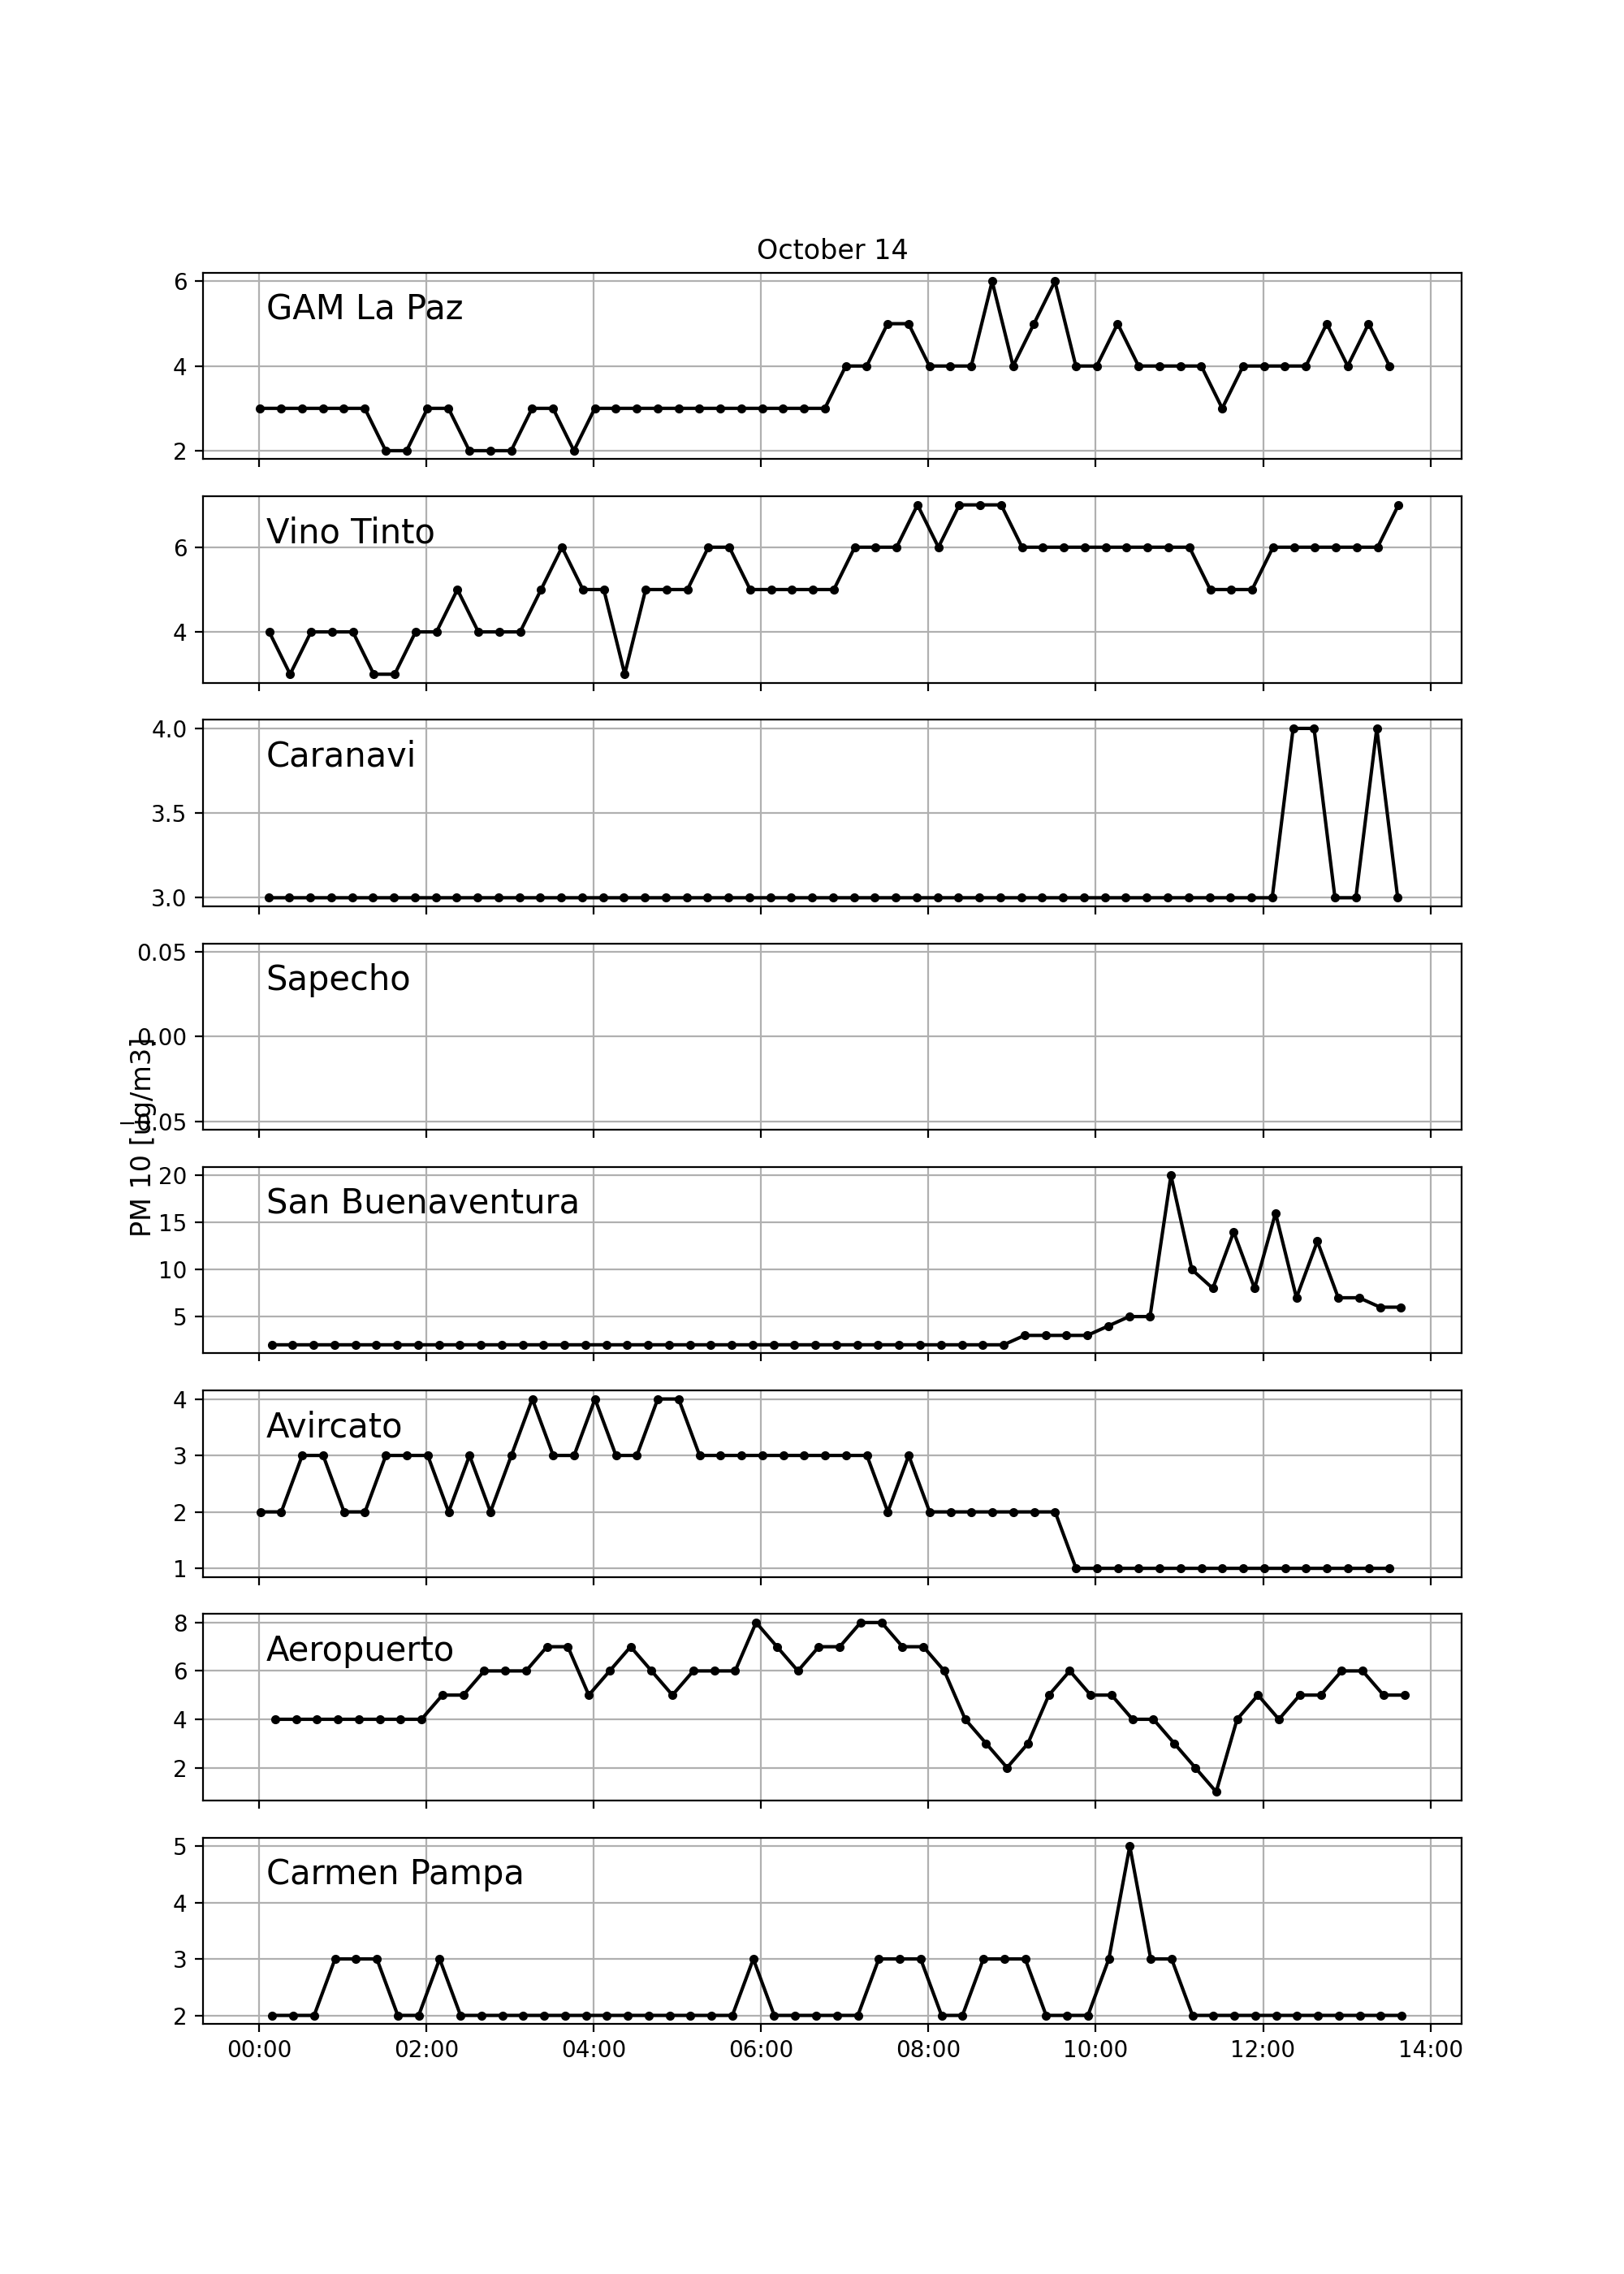 October 14
6
GAM La Paz
4
2
Vino Tinto
6
4
4.0
Caranavi
3.5
3.0
0.05
Sapecho
0.00
−0.05
PM 10 [ug/m3]
20
San Buenaventura
15
10
5
4
Avircato
3
2
1
8
Aeropuerto
6
4
2
5
Carmen Pampa
4
3
2
00:00 02:00 04:00 06:00 08:00 10:00 12:00 14:00